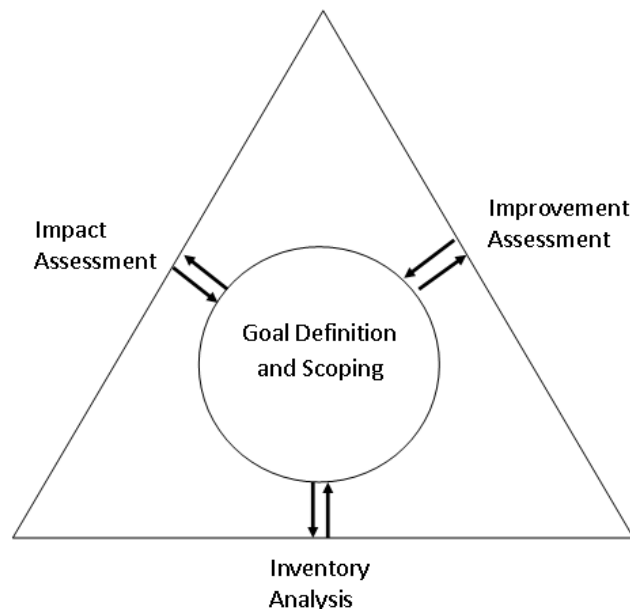 Impact
Assessment
Improvement
Assessment
Goal Definition
and Scoping
Inventory
Analysis